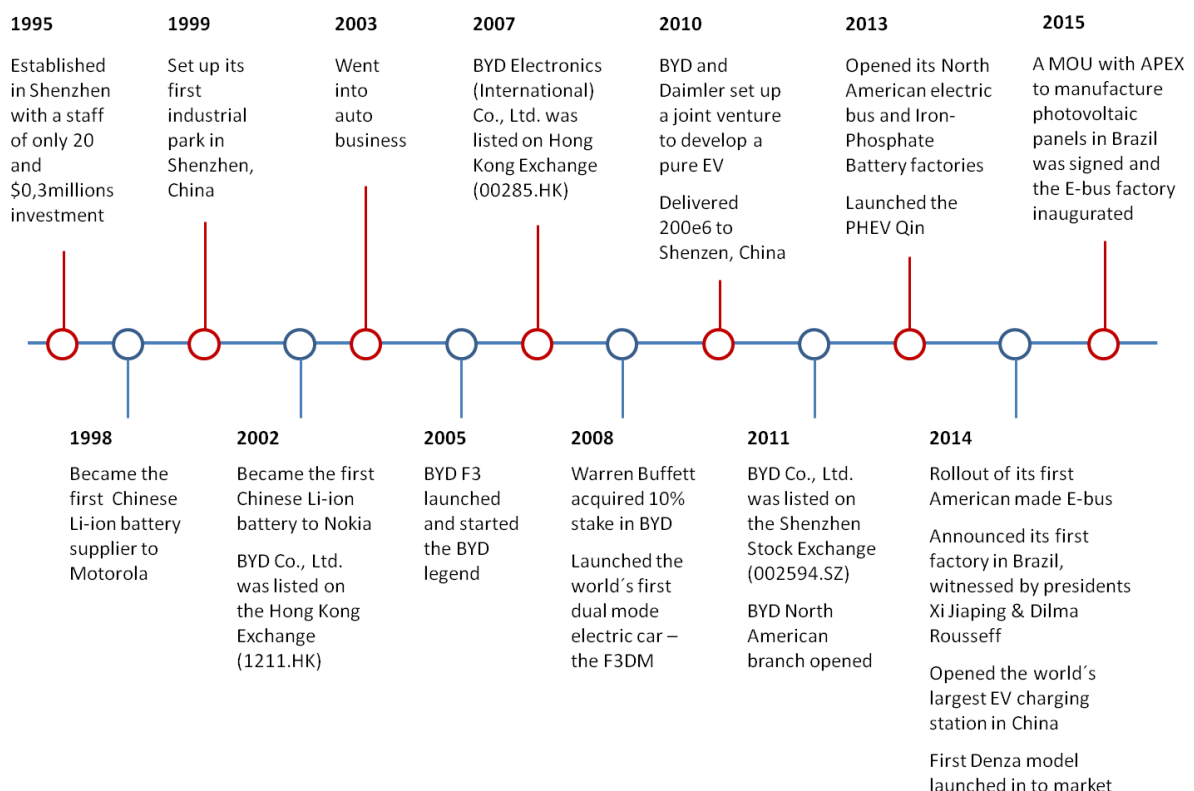 1995
Established
in Shenzhen
with a staff
of only 20
and
$0,3millions
investment
1999
Set up its
first
industrial
park in
Shenzhen,
China
2003
Went
into
auto
business
2007
BYD Electronics
(International)
Co., Ltd. was
listed on Hong
Kong Exchange
(00285.HK)
2010
BYD and
Daimler set up
a joint venture
to develop a
pure EV
Delivered
200e6 to
Shenzen, China
2013
Opened its North
American electric
bus and Iron-
Phosphate
Battery factories
Launched the
PHEV Qin
2015
A MOU with APEX
to manufacture
photovoltaic
panels in Brazil
was signed and
the E-bus factory
inaugurated
1998
Became the
first Chinese
Li-ion battery
supplier to
Motorola
2002
Became the first
Chinese Li-ion
battery to Nokia
BYD Co., Ltd.
was listed on
the Hong Kong
Exchange
(1211.HK)
2005
BYD F3
launched
and started
the BYD
legend
2008
Warren Buffett
acquired 10%
stake in BYD
Launched the
world´s first
dual mode
electric car –
the F3DM
2011
BYD Co., Ltd.
was listed on
the Shenzhen
Stock Exchange
(002594.SZ)
BYD North
American
branch opened
2014
Rollout of its first
American made E-bus
Announced its first
factory in Brazil,
witnessed by presidents
Xi Jiaping & Dilma
Rousseff
Opened the world´s
largest EV charging
station in China
First Denza model
launched in to market